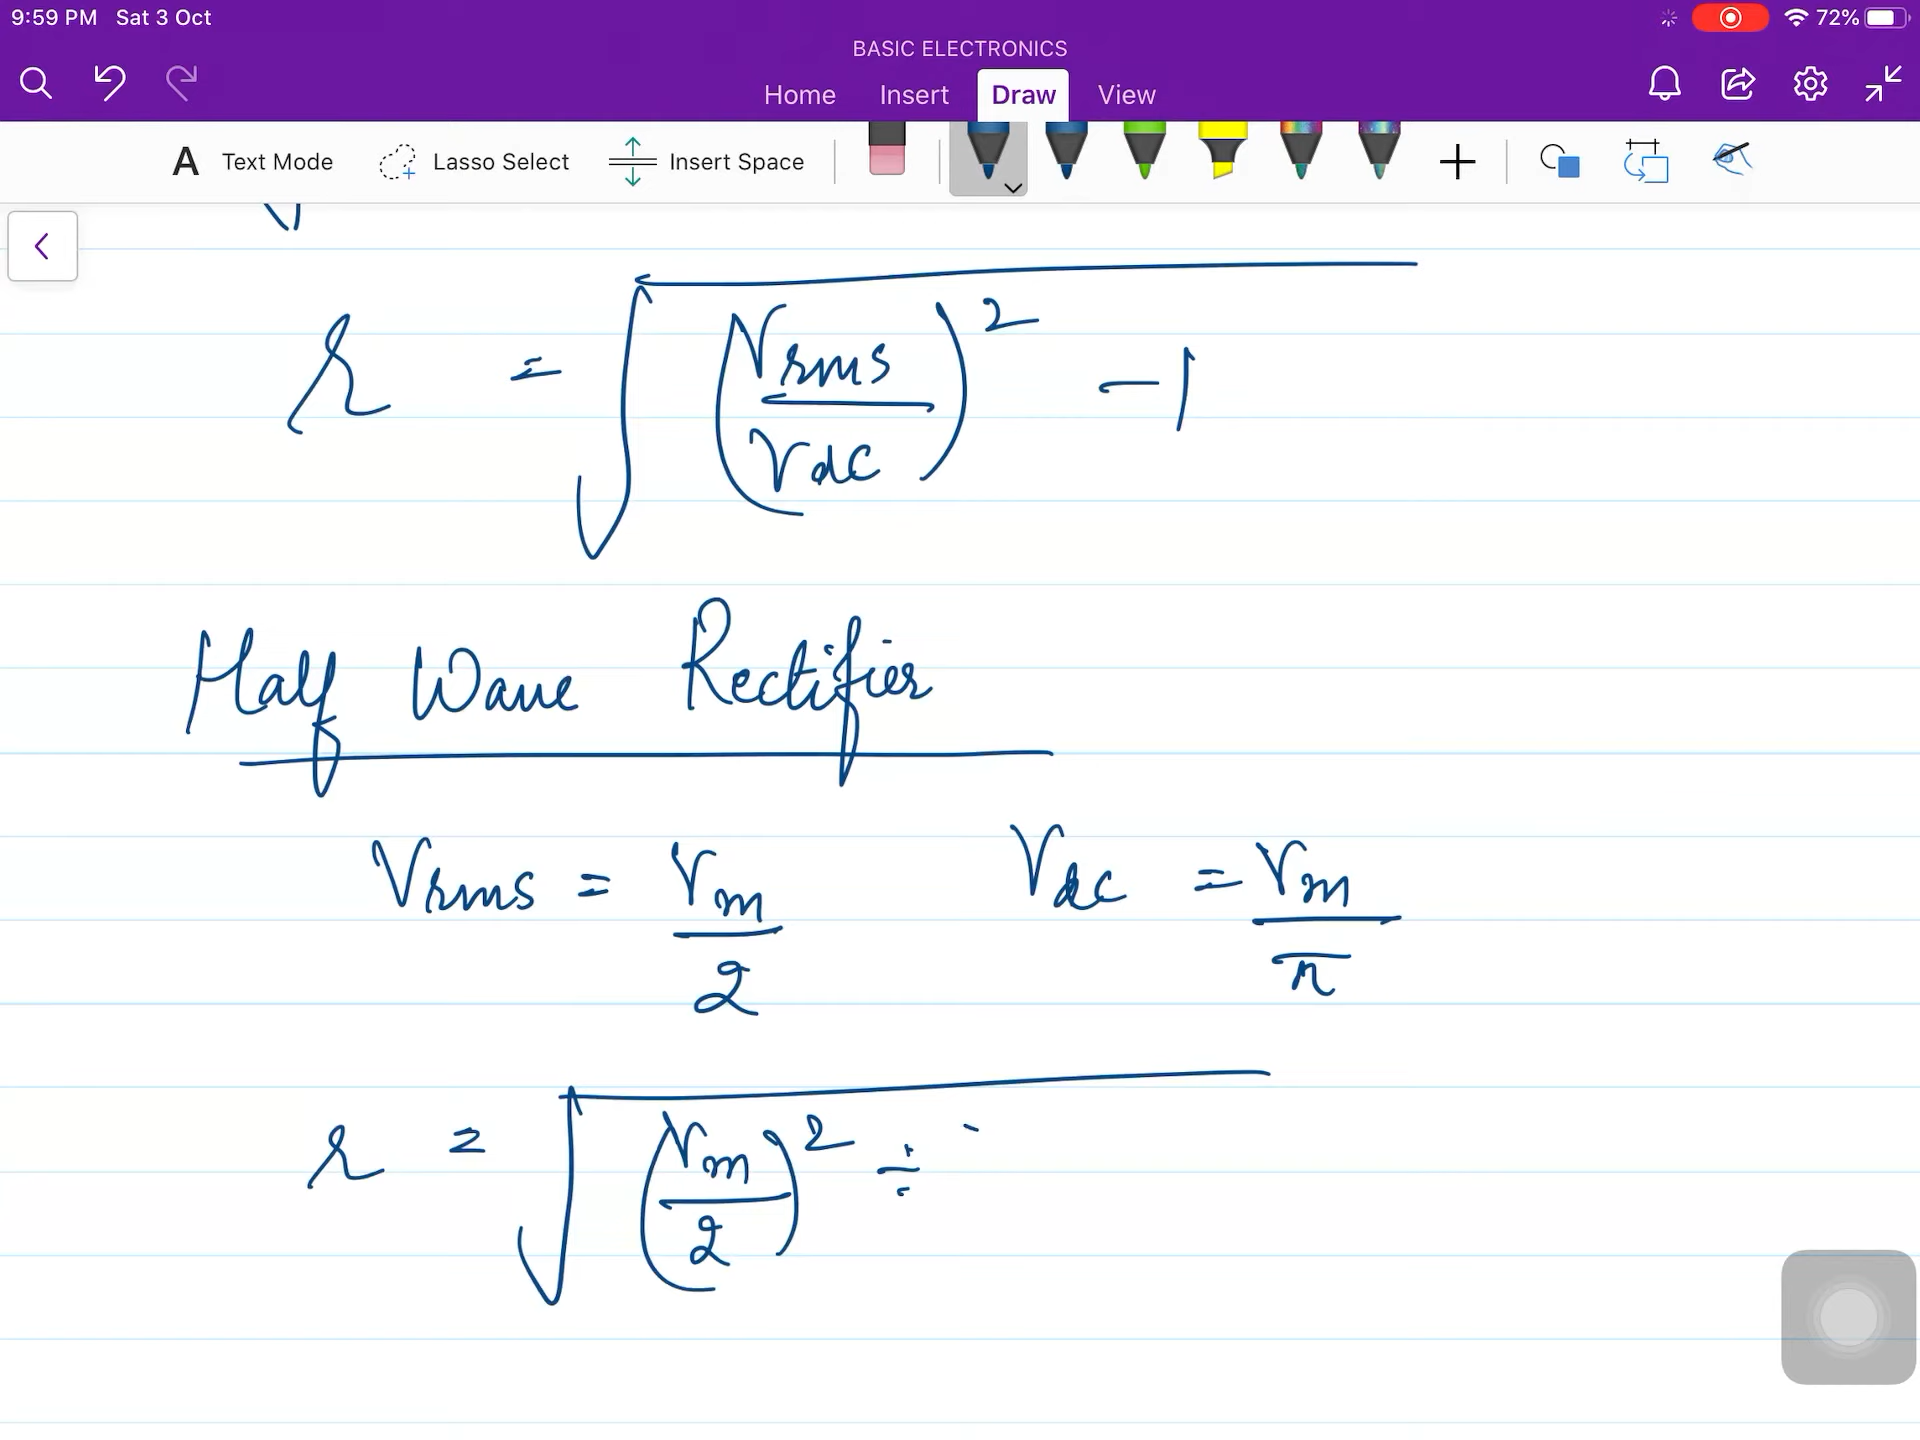 9:59 PM Sat 3 Oct 72%
BASIC ELECTRONICS
Home Insert Draw View
A Text Mode Lasso Select Insert Space
r = √((Vrms/Vdc)² − 1)
Half Wave Rectifier
Vrms = Vm/2 Vdc = Vm/π
r = √((Vm/2)² ÷